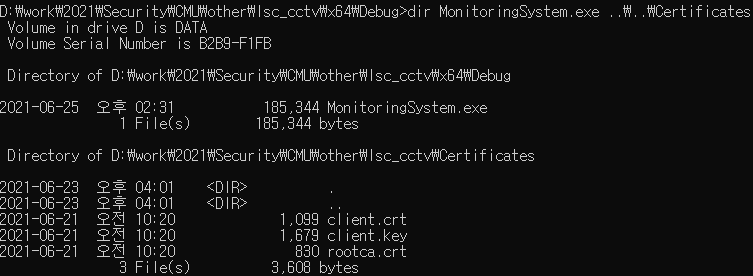 D:₩work₩2021₩Security₩CMU₩other₩lsc_cctv₩x64₩Debug>dir MonitoringSystem.exe ..₩..₩Certificates
 Volume in drive D is DATA
 Volume Serial Number is B2B9-F1FB
 Directory of D:₩work₩2021₩Security₩CMU₩other₩lsc_cctv₩x64₩Debug
2021-06-25  오후 02:31           185,344 MonitoringSystem.exe
               1 File(s)        185,344 bytes
 Directory of D:₩work₩2021₩Security₩CMU₩other₩lsc_cctv₩Certificates
2021-06-23  오후 04:01    <DIR>          .
2021-06-23  오후 04:01    <DIR>          ..
2021-06-21  오전 10:20             1,099 client.crt
2021-06-21  오전 10:20             1,679 client.key
2021-06-21  오전 10:20               830 rootca.crt
               3 File(s)          3,608 bytes